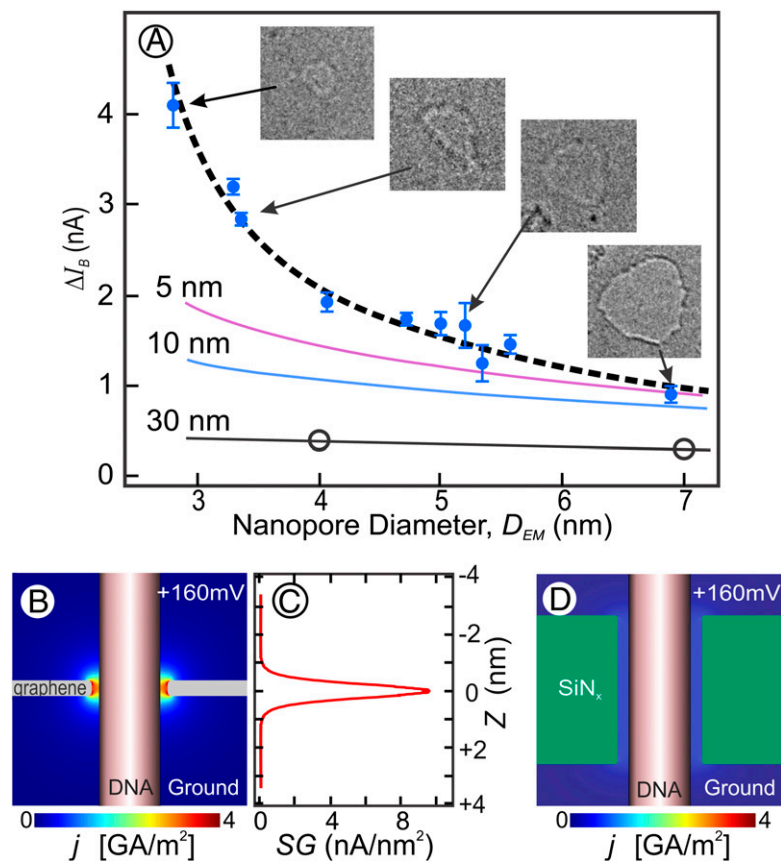 A
4
3
2
1
0
ΔI_B (nA)
5 nm
10 nm
30 nm
3 4 5 6 7
Nanopore Diameter, D_EM (nm)
B
+160mV
graphene
DNA Ground
0 4
j [GA/m²]
C
-4
-2
0
+2
+4
Z (nm)
0 4 8
SG (nA/nm²)
D
+160mV
SiNₓ
DNA Ground
0 4
j [GA/m²]